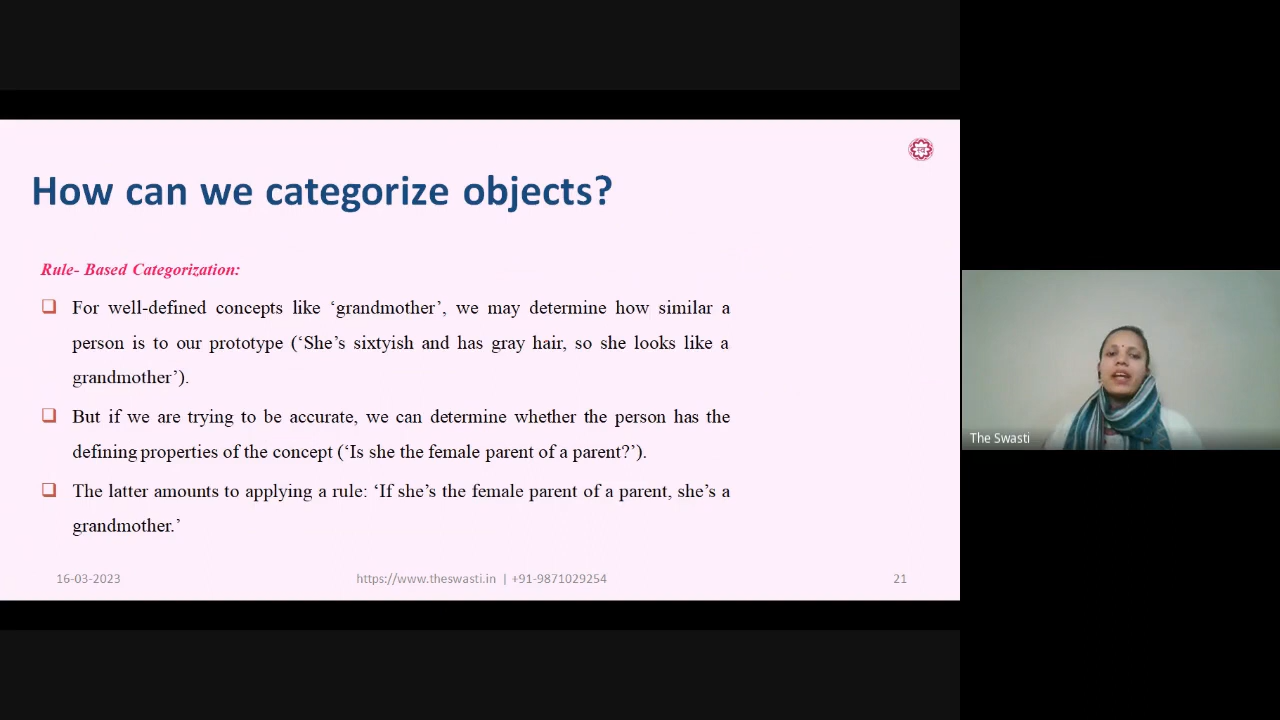 How can we categorize objects?
Rule- Based Categorization:
❑ For well-defined concepts like ‘grandmother’, we may determine how similar a
person is to our prototype (‘She’s sixtyish and has gray hair, so she looks like a
grandmother’).
❑ But if we are trying to be accurate, we can determine whether the person has the
defining properties of the concept (‘Is she the female parent of a parent?’).
❑ The latter amounts to applying a rule: ‘If she’s the female parent of a parent, she’s a
grandmother.’
16-03-2023 https://www.theswasti.in | +91-9871029254 21
The Swasti